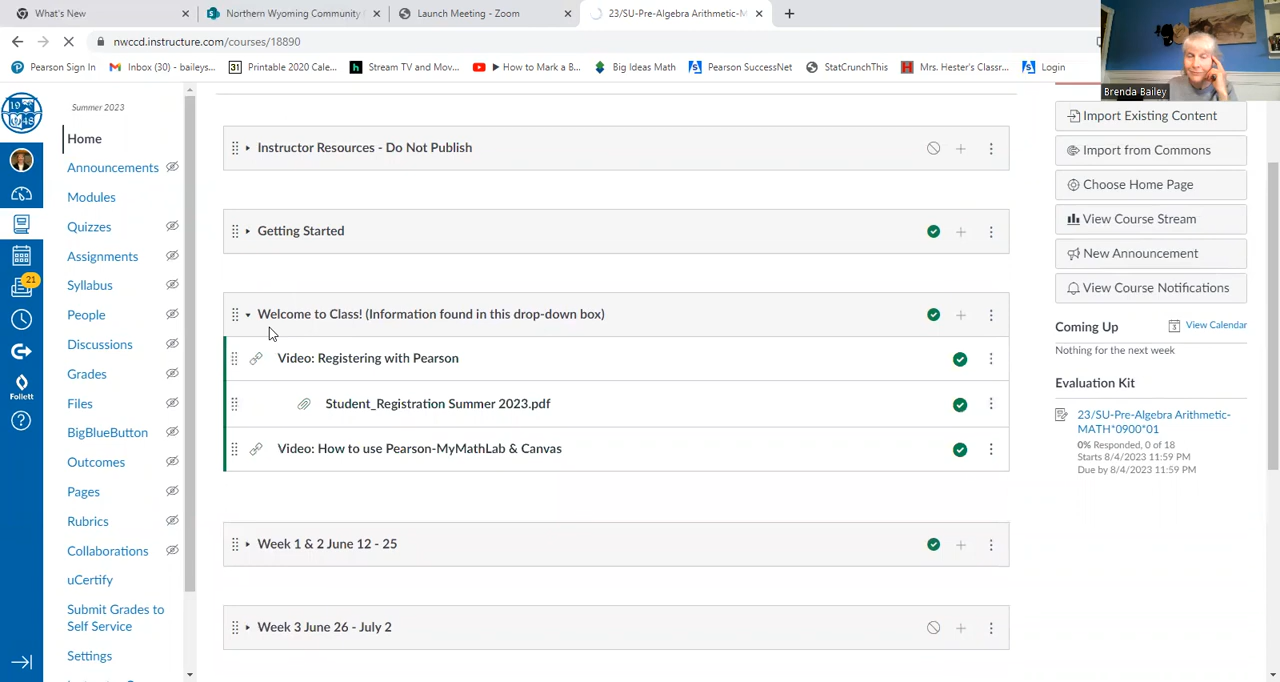 What's New
Northern Wyoming Community
Launch Meeting - Zoom
23/SU-Pre-Algebra Arithmetic-M
nwccd.instructure.com/courses/18890
Pearson Sign In
Inbox (30) - baileys...
31
Printable 2020 Cale...
h
Stream TV and Mov...
How to Mark a B...
Big Ideas Math
Pearson SuccessNet
StatCrunchThis
Mrs. Hester's Classr...
Login
Brenda Bailey
19
48
21
Follett
Summer 2023
Home
Announcements
Modules
Quizzes
Assignments
Syllabus
People
Discussions
Grades
Files
BigBlueButton
Outcomes
Pages
Rubrics
Collaborations
uCertify
Submit Grades to
Self Service
Settings
Instructor Resources - Do Not Publish
Getting Started
Welcome to Class! (Information found in this drop-down box)
Video: Registering with Pearson
Student_Registration Summer 2023.pdf
Video: How to use Pearson-MyMathLab & Canvas
Week 1 & 2 June 12 - 25
Week 3 June 26 - July 2
Import Existing Content
Import from Commons
Choose Home Page
View Course Stream
New Announcement
View Course Notifications
Coming Up
View Calendar
Nothing for the next week
Evaluation Kit
23/SU-Pre-Algebra Arithmetic-
MATH*0900*01
0% Responded, 0 of 18
Starts 8/4/2023 11:59 PM
Due by 8/4/2023 11:59 PM